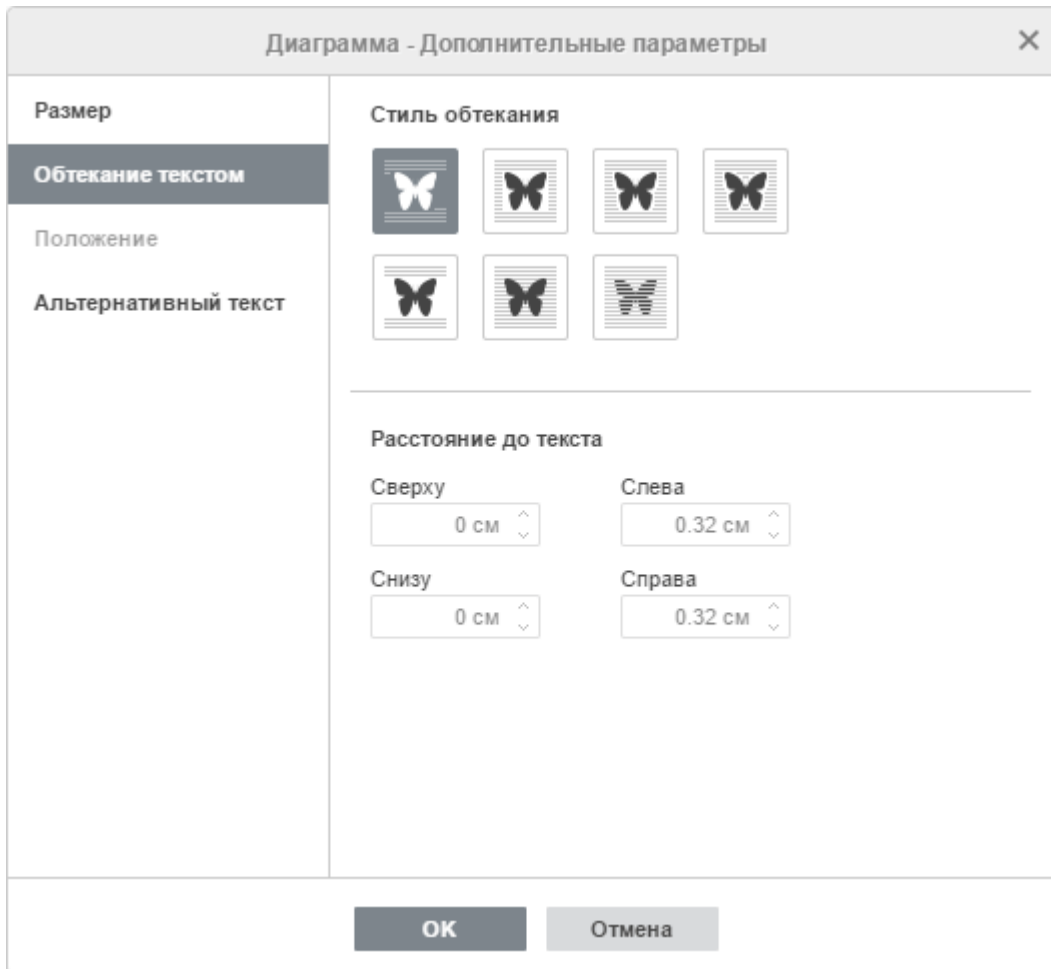 Диаграмма - Дополнительные параметры
Размер
Обтекание текстом
Положение
Альтернативный текст
Стиль обтекания
Расстояние до текста
Сверху
Слева
0 см
0.32 см
Снизу
Справа
0 см
0.32 см
OK
Отмена